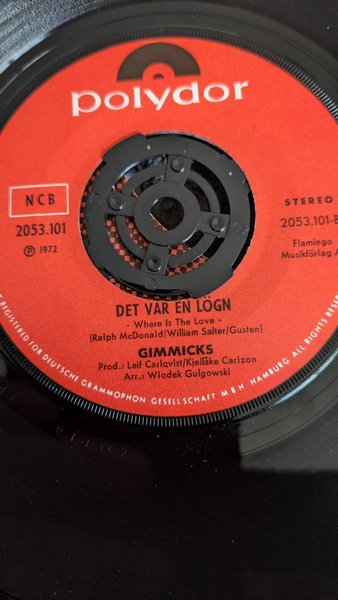 polydor
NCB
2053.101
℗ 1972
STEREO
2053.101-B
Flamingo
Musikförlag A
DET VAR EN LÖGN
- Where Is The Love -
(Ralph McDonald/William Salter/Gusten)
GIMMICKS
Prod.: Leif Carlqvist/Kjellåke Carlzon
Arr.: Wlodek Gulgowski
REGISTERED FOR DEUTSCHE GRAMMOPHON GESELLSCHAFT M B H HAMBURG ALL RIGHTS RESER